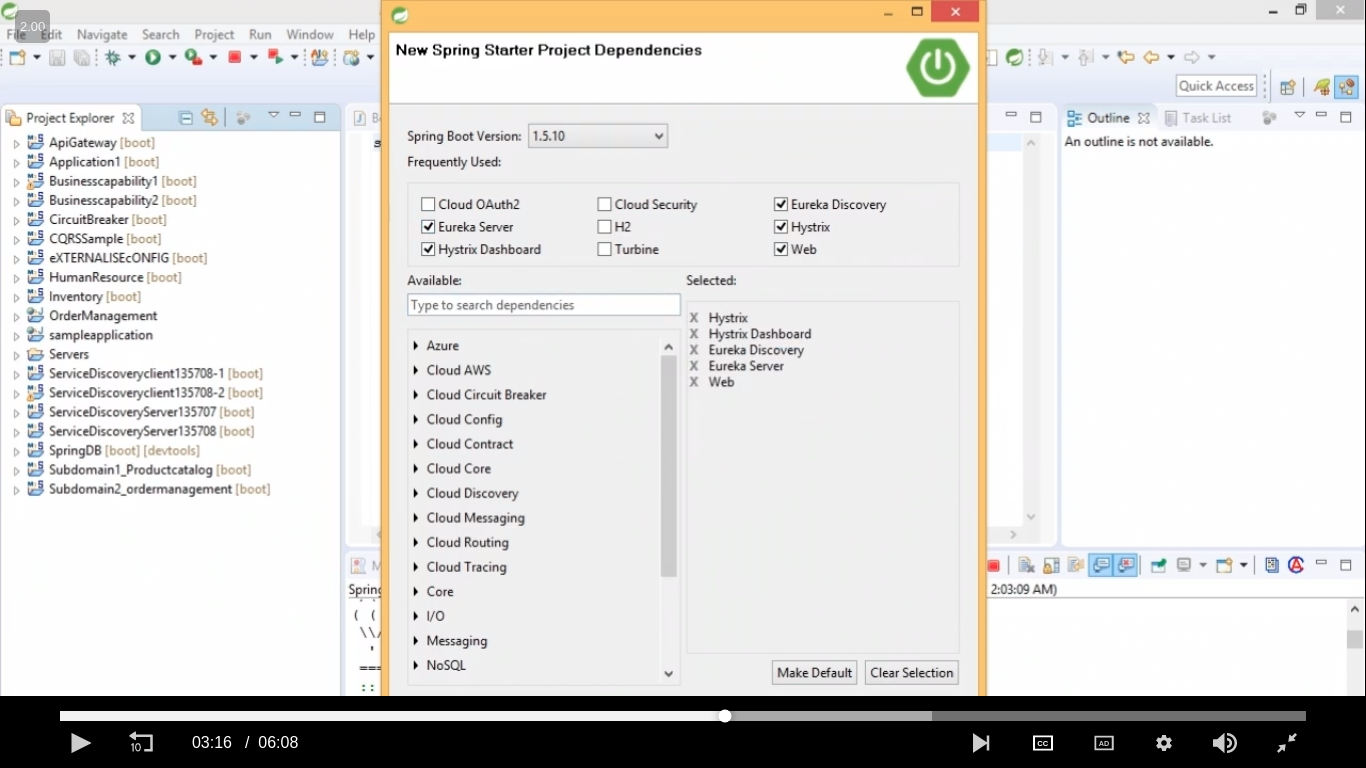 2.00
File Edit Navigate Search Project Run Window Help
New Spring Starter Project Dependencies
Quick Access
Project Explorer
Outline
Task List
ApiGateway [boot]
Application1 [boot]
Businesscapability1 [boot]
Businesscapability2 [boot]
CircuitBreaker [boot]
CQRSSample [boot]
eXTERNALISEcONFIG [boot]
HumanResource [boot]
Inventory [boot]
OrderManagement
sampleapplication
Servers
ServiceDiscoveryclient135708-1 [boot]
ServiceDiscoveryclient135708-2 [boot]
ServiceDiscoveryServer135707 [boot]
ServiceDiscoveryServer135708 [boot]
SpringDB [boot] [devtools]
Subdomain1_Productcatalog [boot]
Subdomain2_ordermanagement [boot]
Spring Boot Version: 1.5.10
Frequently Used:
Cloud OAuth2 Cloud Security Eureka Discovery
Eureka Server H2 Hystrix
Hystrix Dashboard Turbine Web
Available:
Type to search dependencies
Azure
Cloud AWS
Cloud Circuit Breaker
Cloud Config
Cloud Contract
Cloud Core
Cloud Discovery
Cloud Messaging
Cloud Routing
Cloud Tracing
Core
I/O
Messaging
NoSQL
Selected:
X Hystrix
X Hystrix Dashboard
X Eureka Discovery
X Eureka Server
X Web
Make Default Clear Selection
An outline is not available.
Spring
2:03:09 AM)
( (
\\/
'
===
::
10 03:16 / 06:08 CC AD